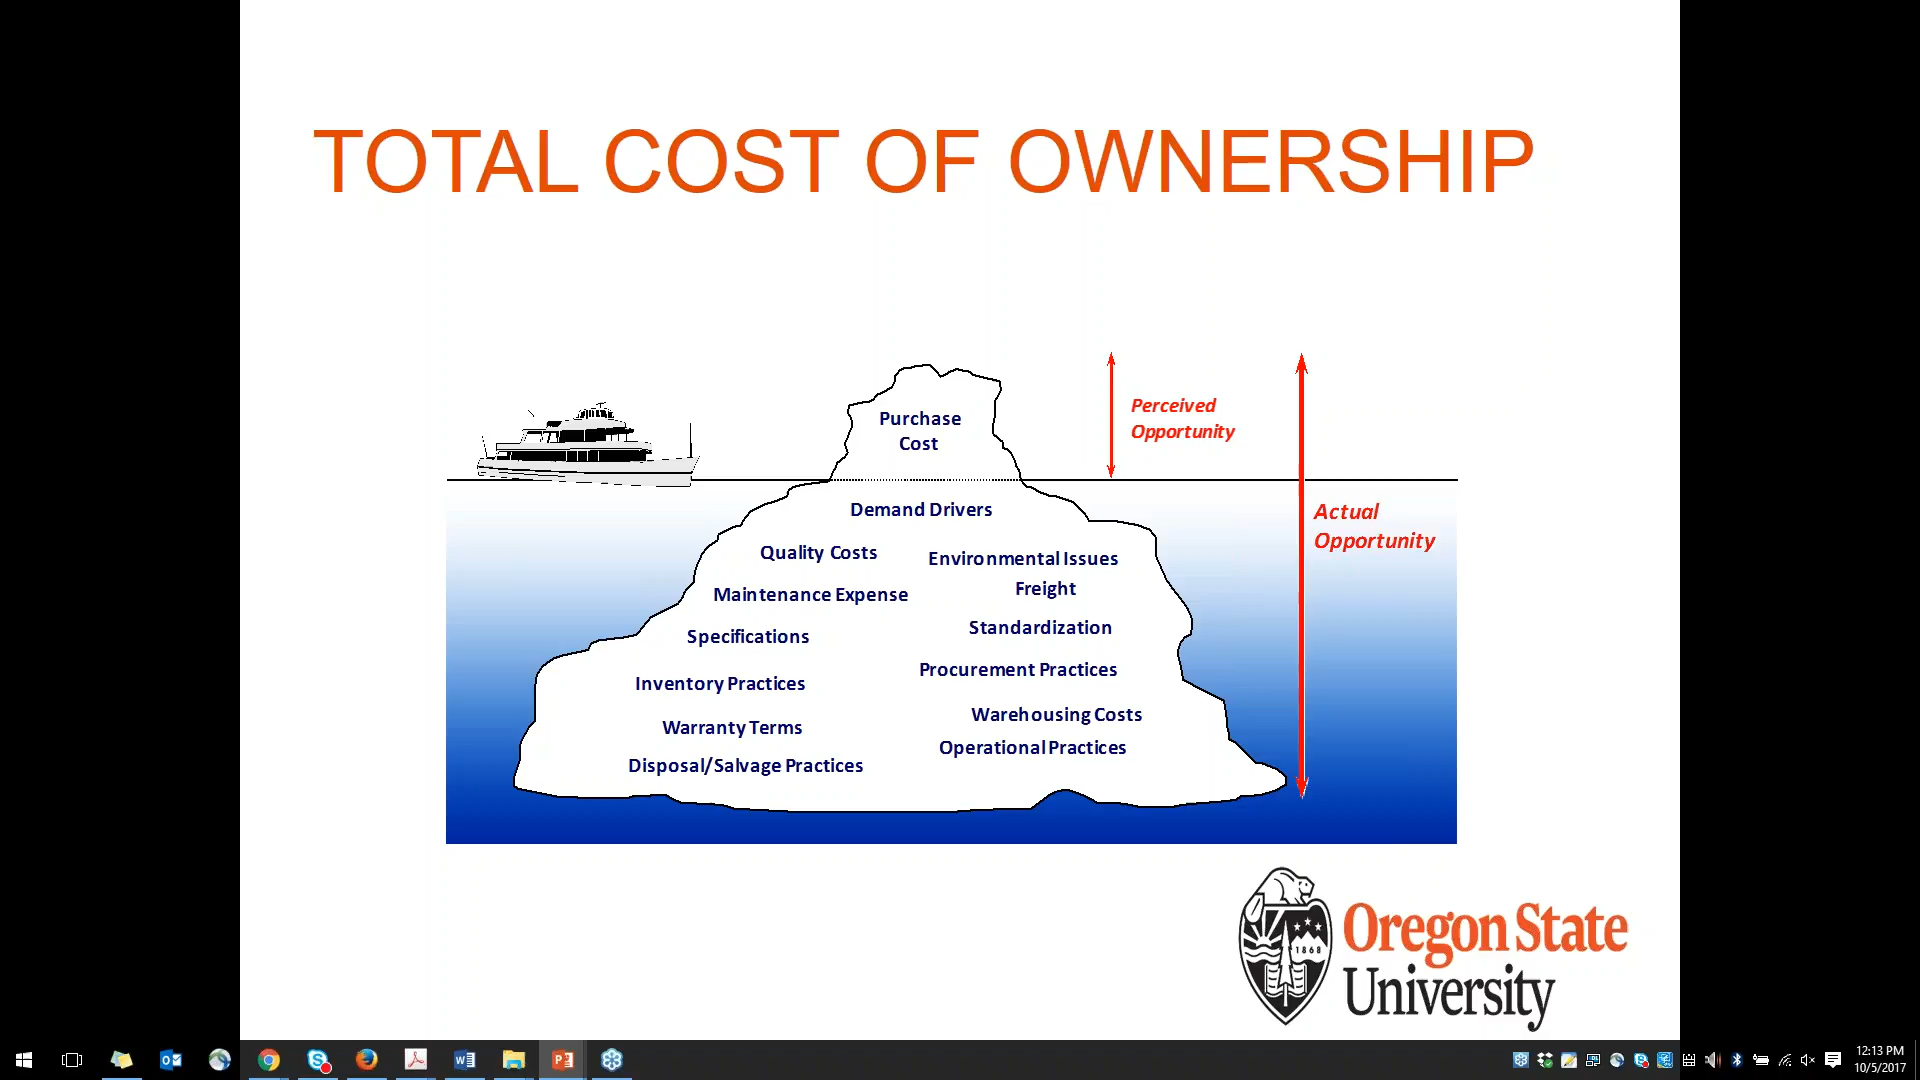 TOTAL COST OF OWNERSHIP
Purchase
Cost
Perceived
Opportunity
Actual
Opportunity
Demand Drivers
Quality Costs
Environmental Issues
Maintenance Expense
Freight
Specifications
Standardization
Inventory Practices
Procurement Practices
Warranty Terms
Warehousing Costs
Disposal/Salvage Practices
Operational Practices
1868
Oregon State
University
12:13 PM
10/5/2017